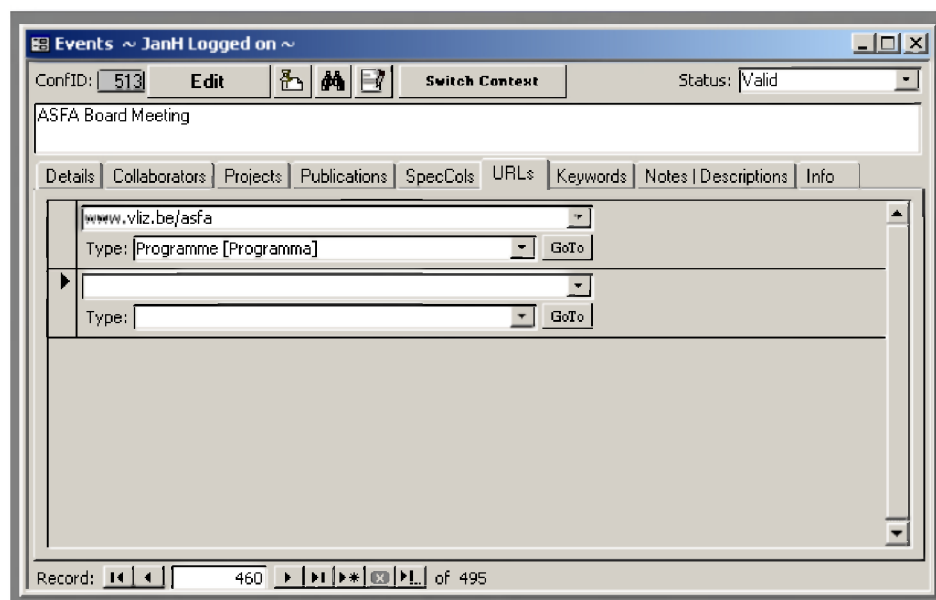 Events ~ JanH Logged on ~
ConfID: 513 Edit Switch Context Status: Valid
ASFA Board Meeting
Details Collaborators Projects Publications SpecCols URLs Keywords Notes | Descriptions Info
www.vliz.be/asfa
Type: Programme [Programma] GoTo
Type: GoTo
Record: 460 of 495